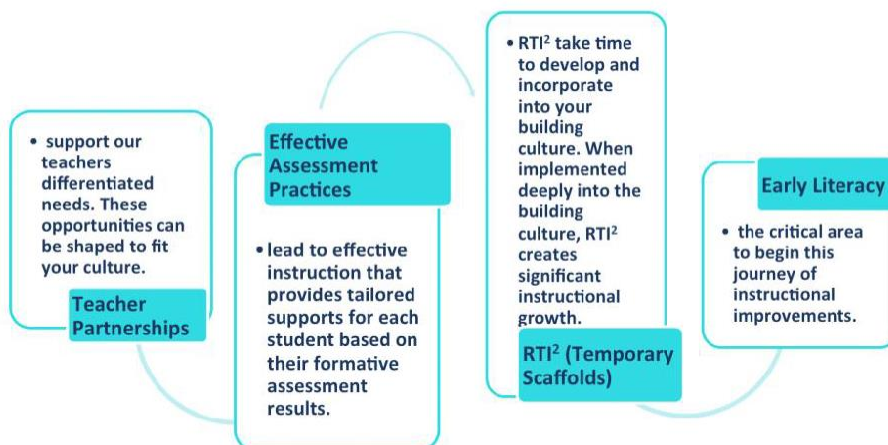 • support our
teachers
differentiated
needs. These
opportunities can
be shaped to fit
your culture.
Teacher
Partnerships
Effective
Assessment
Practices
• lead to effective
instruction that
provides tailored
supports for each
student based on
their formative
assessment
results.
• RTI² take time
to develop and
incorporate
into your
building
culture. When
implemented
deeply into the
building
culture, RTI²
creates
significant
instructional
growth.
RTI² (Temporary
Scaffolds)
Early Literacy
• the critical area
to begin this
journey of
instructional
improvements.